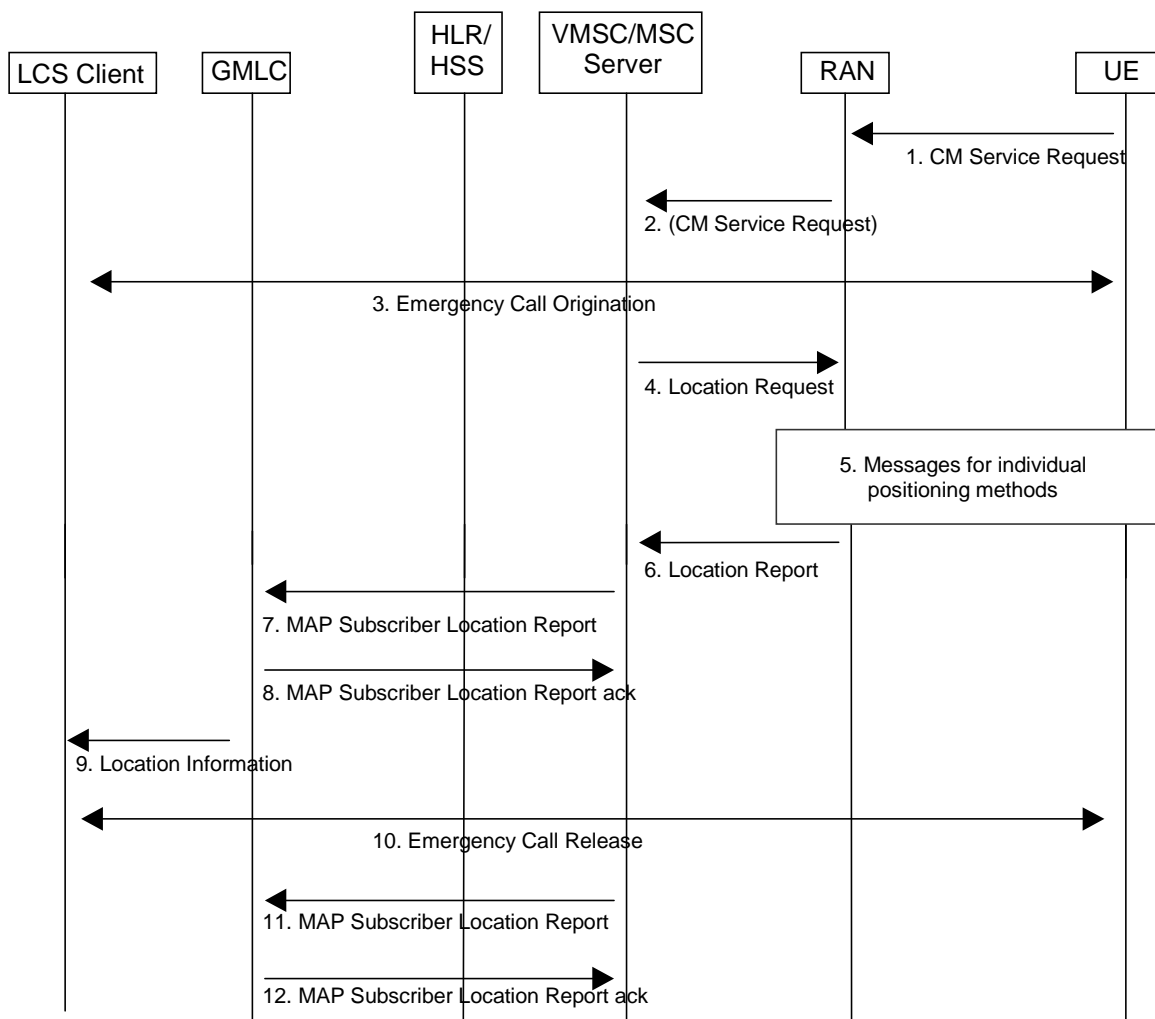 LCS Client
GMLC
HLR/
HSS
VMSC/MSC
Server
RAN
UE
1. CM Service Request
2. (CM Service Request)
3. Emergency Call Origination
4. Location Request
5. Messages for individual
positioning methods
6. Location Report
7. MAP Subscriber Location Report
8. MAP Subscriber Location Report ack
9. Location Information
10. Emergency Call Release
11. MAP Subscriber Location Report
12. MAP Subscriber Location Report ack